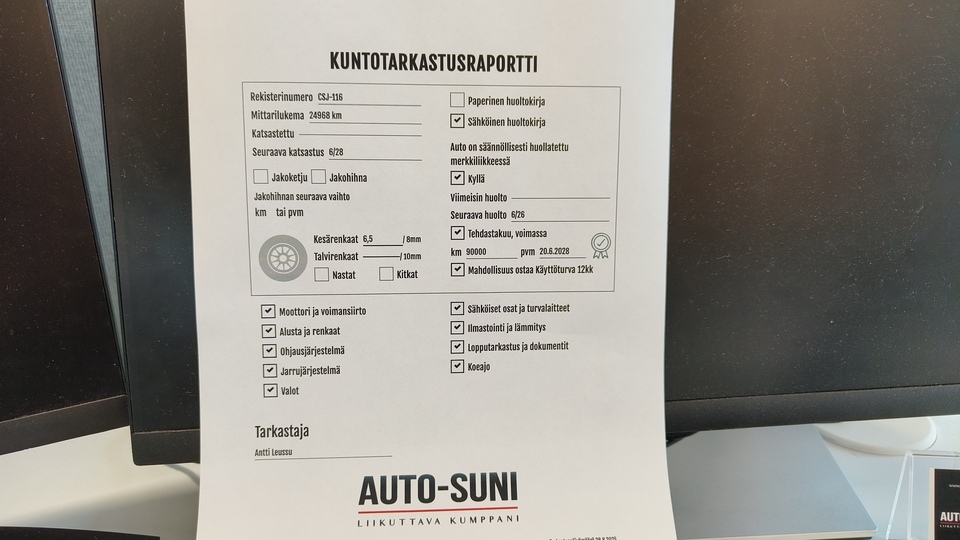 KUNTOTARKASTUSRAPORTTI
Rekisterinumero CSJ-116
Mittarilukema 24968 km
Katsastettu
Seuraava katsastus 6/28
Jakoketju Jakohihna
Jakohihnan seuraava vaihto
km tai pvm
Kesärenkaat 6,5 / 8mm
Talvirenkaat / 10mm
Nastat Kitkat
Paperinen huoltokirja
Sähköinen huoltokirja
Auto on säännöllisesti huollatettu
merkkiliikkeessä
Kyllä
Viimeisin huolto
Seuraava huolto 6/26
Tehdastakuu, voimassa
km 90000 pvm 20.6.2028
Mahdollisuus ostaa Käyttöturva 12kk
Moottori ja voimansiirto
Alusta ja renkaat
Ohjausjärjestelmä
Jarrujärjestelmä
Valot
Sähköiset osat ja turvalaitteet
Ilmastointi ja lämmitys
Lopputarkastus ja dokumentit
Koeajo
Tarkastaja
Antti Leussu
AUTO-SUNI
LIIKUTTAVA KUMPPANI